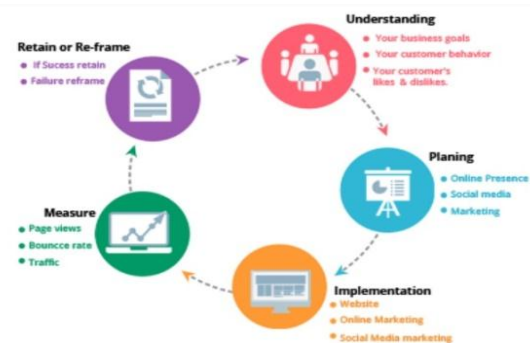 Understanding
Your business goals
Your customer behavior
Your customer's
likes & dislikes.
Planing
Online Presence
Social media
Marketing
Implementation
Website
Online Marketing
Social Media marketing
Measure
Page views
Bouncce rate
Traffic
Retain or Re-frame
If Sucess retain
Failure reframe